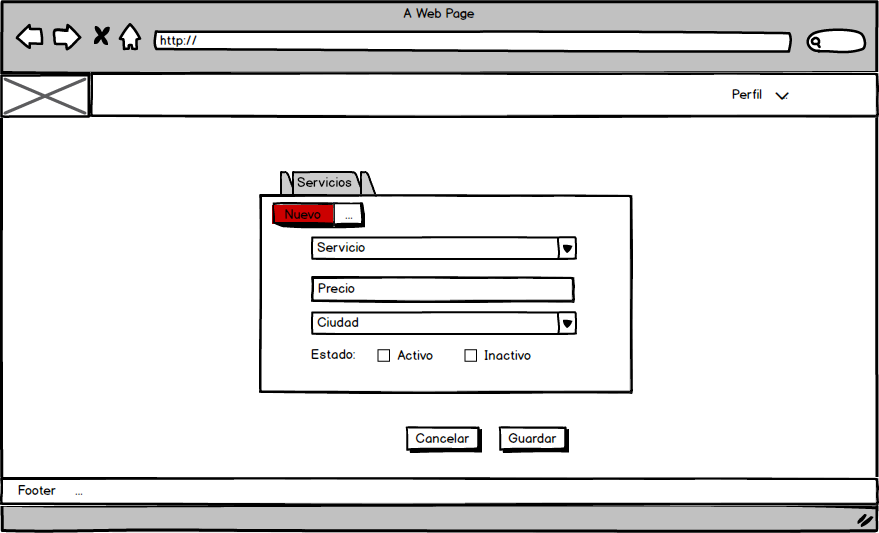 A Web Page
http://
Perfil
Servicios
Nuevo ...
Servicio
Precio
Ciudad
Estado: Activo Inactivo
Cancelar Guardar
Footer ...